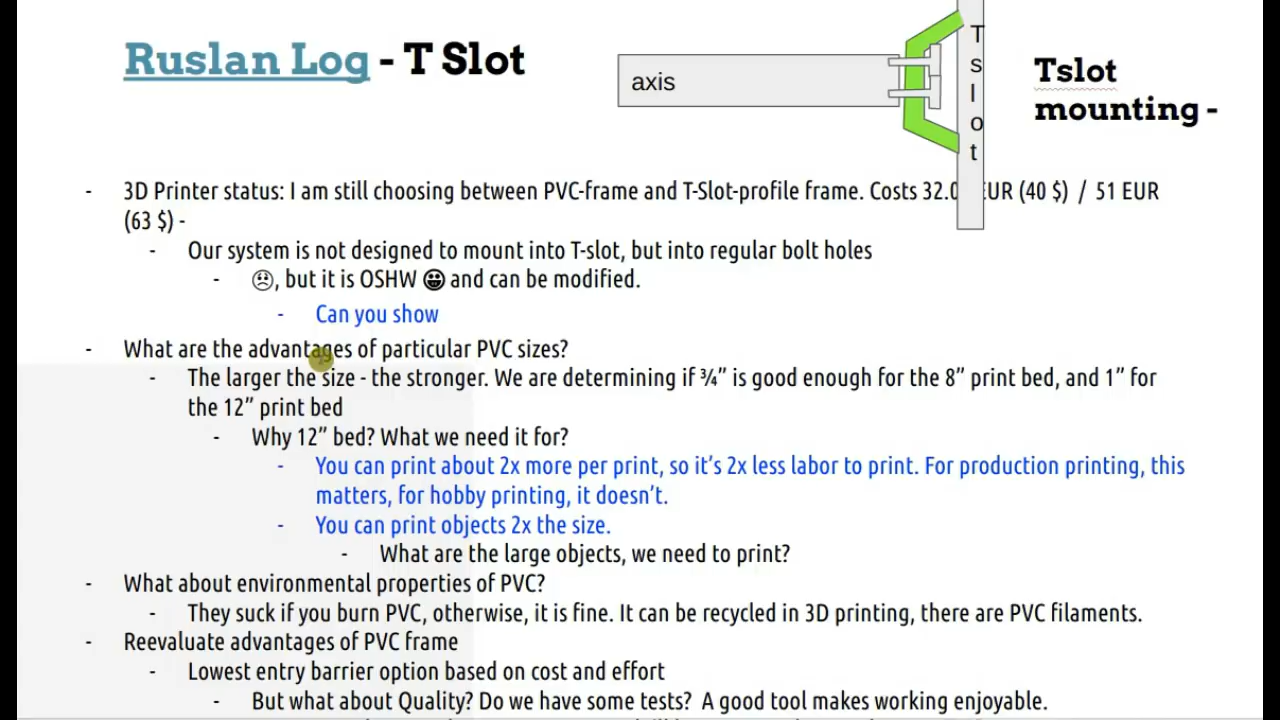 Ruslan Log - T Slot
axis
T
s
l
o
t
Tslot
mounting -
- 3D Printer status: I am still choosing between PVC-frame and T-Slot-profile frame. Costs 32.0 EUR (40 $) / 51 EUR
(63 $) -
- Our system is not designed to mount into T-slot, but into regular bolt holes
- ☹, but it is OSHW 😀 and can be modified.
- Can you show
- What are the advantages of particular PVC sizes?
- The larger the size - the stronger. We are determining if ¾” is good enough for the 8” print bed, and 1” for
the 12” print bed
- Why 12” bed? What we need it for?
- You can print about 2x more per print, so it’s 2x less labor to print. For production printing, this
matters, for hobby printing, it doesn’t.
- You can print objects 2x the size.
- What are the large objects, we need to print?
- What about environmental properties of PVC?
- They suck if you burn PVC, otherwise, it is fine. It can be recycled in 3D printing, there are PVC filaments.
- Reevaluate advantages of PVC frame
- Lowest entry barrier option based on cost and effort
- But what about Quality? Do we have some tests? A good tool makes working enjoyable.